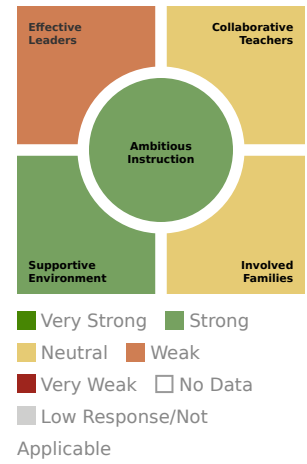 Effective
Leaders
Collaborative
Teachers
Ambitious
Instruction
Supportive
Environment
Involved
Families
Very Strong
Strong
Neutral
Weak
Very Weak
No Data
Low Response/Not
Applicable